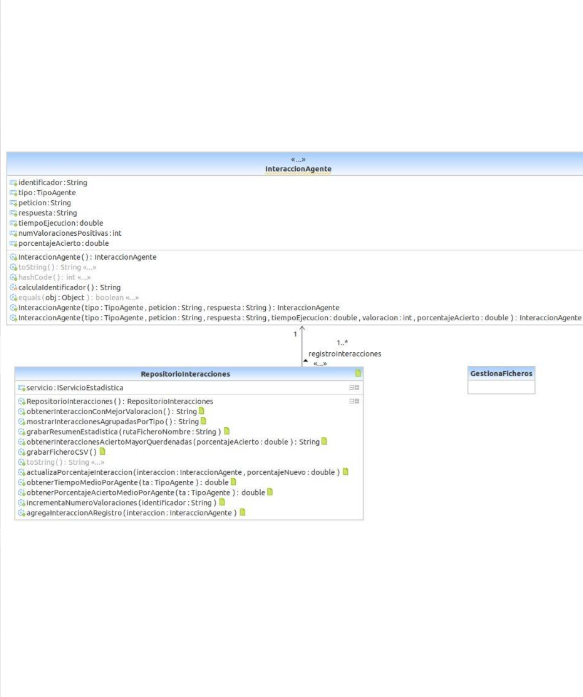 «...»
InteraccionAgente
identificador : String
tipo : TipoAgente
peticion : String
respuesta : String
tiempoEjecucion : double
numValoracionesPositivas : int
porcentajeAcierto : double
InteraccionAgente ( ) : InteraccionAgente
toString ( ) : String «...»
hashCode ( ) : int «...»
calculaIdentificador ( ) : String
equals ( obj : Object ) : boolean «...»
InteraccionAgente ( tipo : TipoAgente , peticion : String , respuesta : String ) : InteraccionAgente
InteraccionAgente ( tipo : TipoAgente , peticion : String , respuesta : String , tiempoEjecucion : double , valoracion : int , porcentajeAcierto : double ) : InteraccionAgente
1
1..*
registroInteracciones
«...»
RepositorioInteracciones
servicio : IServicioEstadistica
RepositorioInteracciones ( ) : RepositorioInteracciones
obtenerInteraccionConMejorValoracion ( ) : String
mostrarInteraccionesAgrupadasPorTipo ( ) : String
grabarResumenEstadistica ( rutaFicheroNombre : String )
obtenerInteraccionesAciertoMayorQuerdenadas ( porcentajeAcierto : double ) : String
grabarFicheroCSV ( )
toString ( ) : String «...»
actualizaPorcentajeInteraccion ( interaccion : InteraccionAgente , porcentajeNuevo : double )
obtenerTiempoMedioPorAgente ( ta : TipoAgente ) : double
obtenerPorcentajeAciertoMedioPorAgente ( ta : TipoAgente ) : double
incrementaNumeroValoraciones ( identificador : String )
agregaInteraccionARegistro ( interaccion : InteraccionAgente )
GestionaFicheros